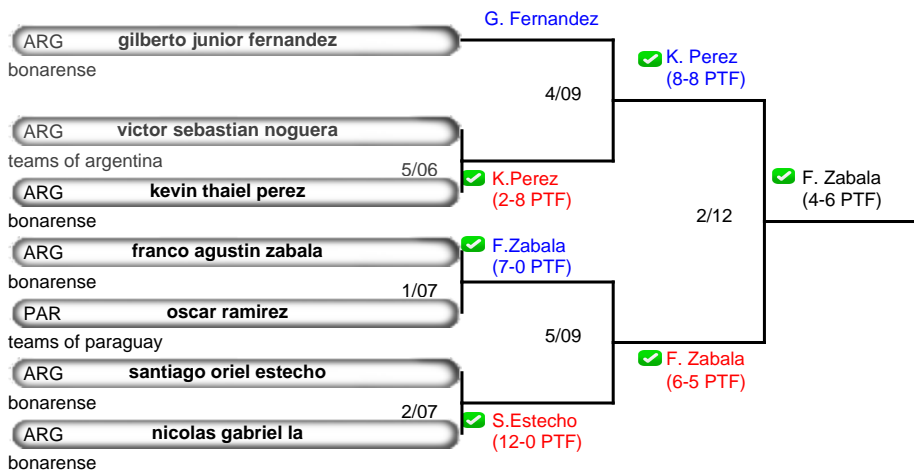 G. Fernandez
ARG gilberto junior fernandez
bonarense
K. Perez
(8-8 PTF)
4/09
ARG victor sebastian noguera
teams of argentina
5/06
ARG kevin thaiel perez
bonarense
K.Perez
(2-8 PTF)
F. Zabala
(4-6 PTF)
2/12
ARG franco agustin zabala
bonarense
F.Zabala
(7-0 PTF)
1/07
PAR oscar ramirez
teams of paraguay
5/09
F. Zabala
(6-5 PTF)
ARG santiago oriel estecho
bonarense
2/07
ARG nicolas gabriel la
bonarense
S.Estecho
(12-0 PTF)